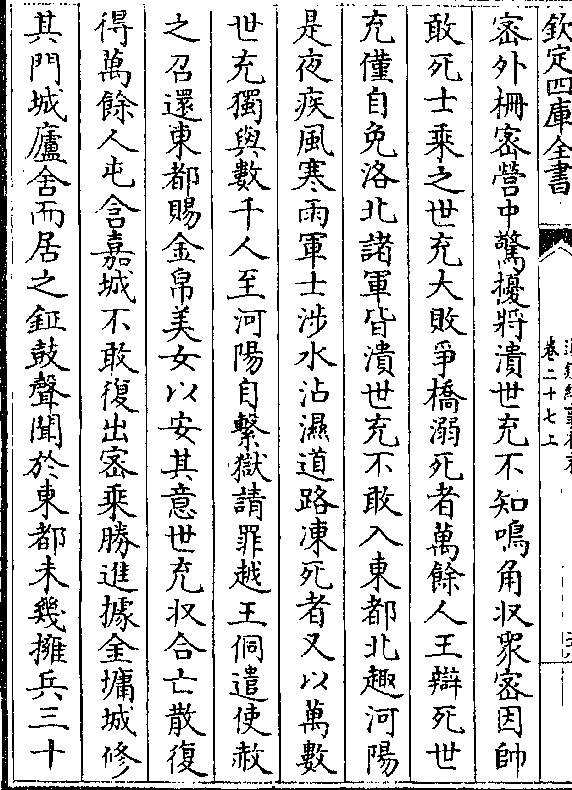 欽定四庫全書
卷二十七上
密外柵密營中驚擾將潰世充不知鳴角収衆密因帥
敢死士乘之世充大敗爭橋溺死者萬餘人王辯死世
充僅自免洛北諸軍皆潰世充不敢入東都北趣河陽
是夜疾風寒雨軍士涉水沾濕道路凍死者又以萬數
世充獨與數千人至河陽自繫獄請罪越王侗遣使赦
之召還東都賜金帛美女以安其意世充収合亡散復
得萬餘人屯含嘉城不敢復出密乘勝進據金墉城修
其門城廬舍而居之鉦鼓聲聞於東都未幾擁兵三十